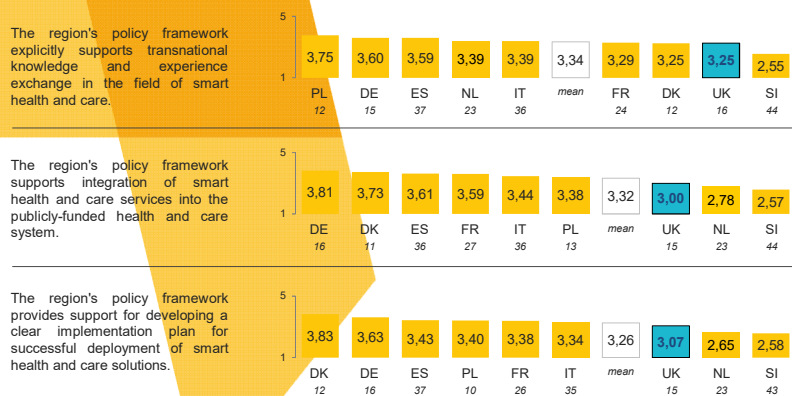 The region's policy framework
explicitly supports transnational
knowledge and experience
exchange in the field of smart
health and care.
5
1
3,75 3,60 3,59 3,39 3,39 3,34 3,29 3,25 3,25 2,55
PL DE ES NL IT mean FR DK UK SI
12 15 37 23 36 24 12 16 44
The region's policy framework
supports integration of smart
health and care services into the
publicly-funded health and care
system.
5
1
3,81 3,73 3,61 3,59 3,44 3,38 3,32 3,00 2,78 2,57
DE DK ES FR IT PL mean UK NL SI
16 11 36 27 36 13 15 23 44
The region's policy framework
provides support for developing a
clear implementation plan for
successful deployment of smart
health and care solutions.
5
1
3,83 3,63 3,43 3,40 3,38 3,34 3,26 3,07 2,65 2,58
DK DE ES PL FR IT mean UK NL SI
12 16 37 10 26 35 15 23 43